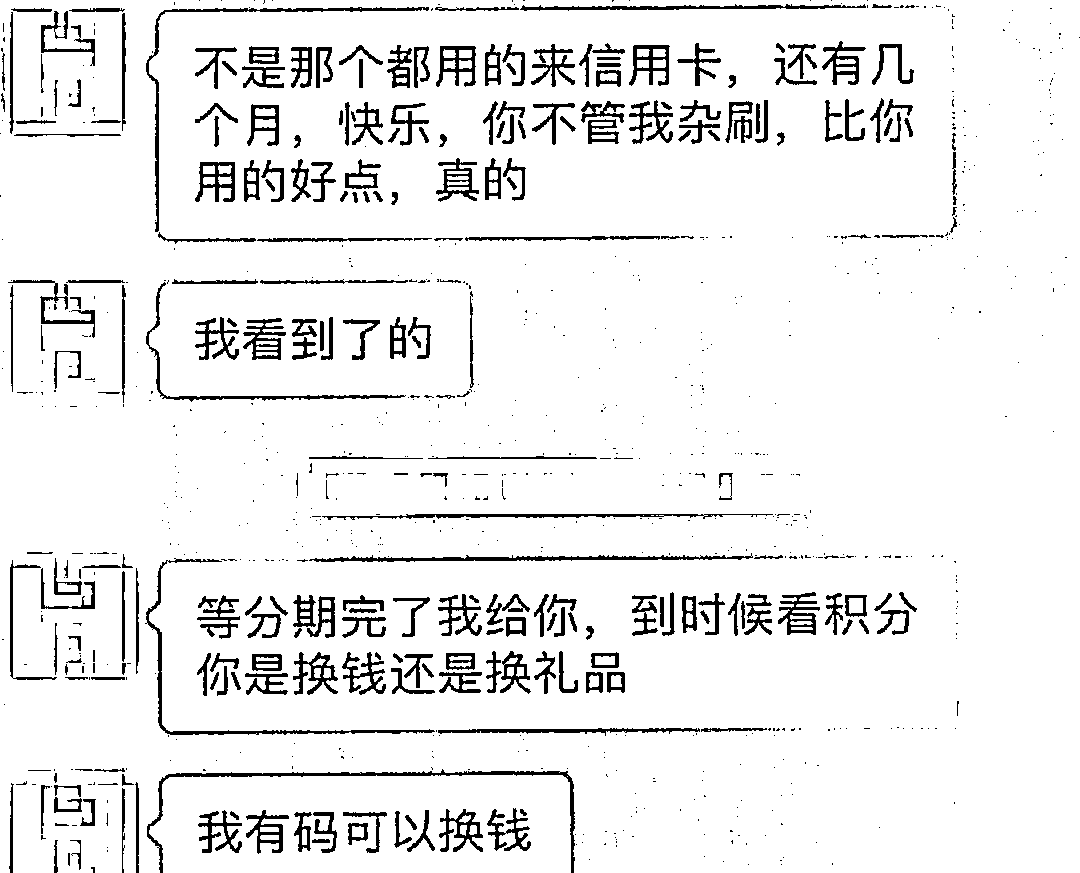 不是那个都用的来信用卡，还有几
个月，快乐，你不管我杂刷，比你
用的好点，真的
我看到了的
等分期完了我给你，到时候看积分
你是换钱还是换礼品
我有码可以换钱